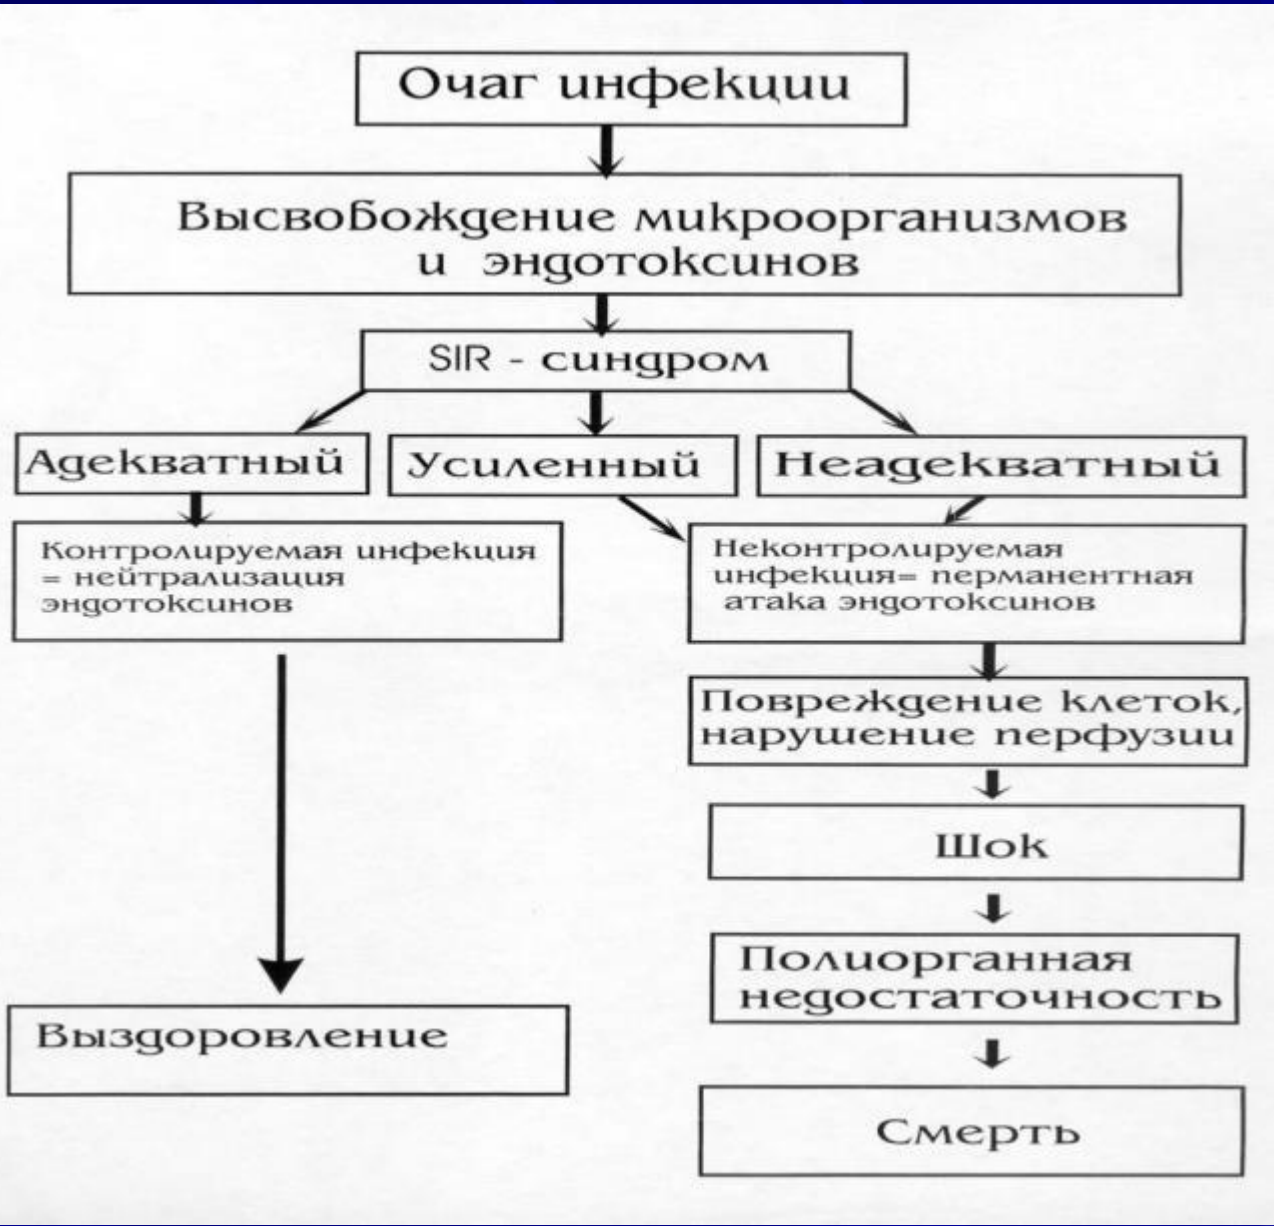 Очаг инфекции
Высвобождение микроорганизмов
и эндотоксинов
SIR - синдром
Адекватный
Усиленный
Неадекватный
Контролируемая инфекция
= нейтрализация
эндотоксинов
Неконтролируемая
инфекция= перманентная
атака эндотоксинов
Повреждение клеток,
нарушение перфузии
Шок
Полиорганная
недостаточность
Выздоровление
Смерть